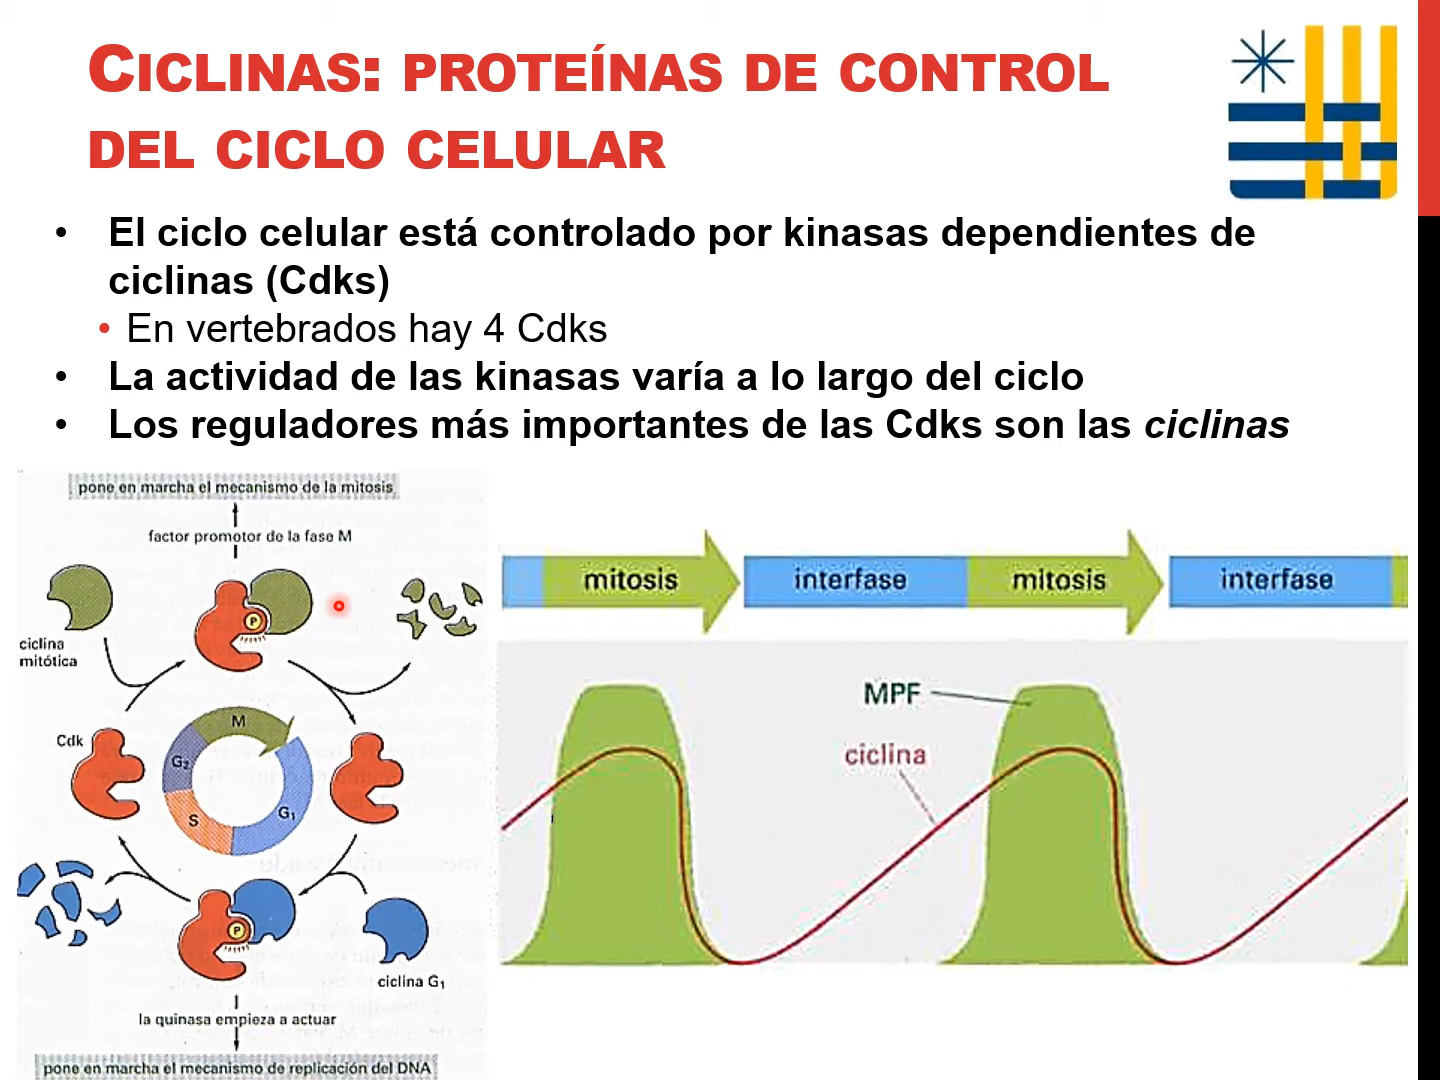 CICLINAS: PROTEÍNAS DE CONTROL
DEL CICLO CELULAR
• El ciclo celular está controlado por kinasas dependientes de
ciclinas (Cdks)
• En vertebrados hay 4 Cdks
• La actividad de las kinasas varía a lo largo del ciclo
• Los reguladores más importantes de las Cdks son las ciclinas
pone en marcha el mecanismo de la mitosis
factor promotor de la fase M
P
ciclina
mitótica
Cdk
M
G2
G1
S
P
ciclina G1
la quinasa empieza a actuar
pone en marcha el mecanismo de replicación del DNA
mitosis
interfase
mitosis
interfase
MPF
ciclina